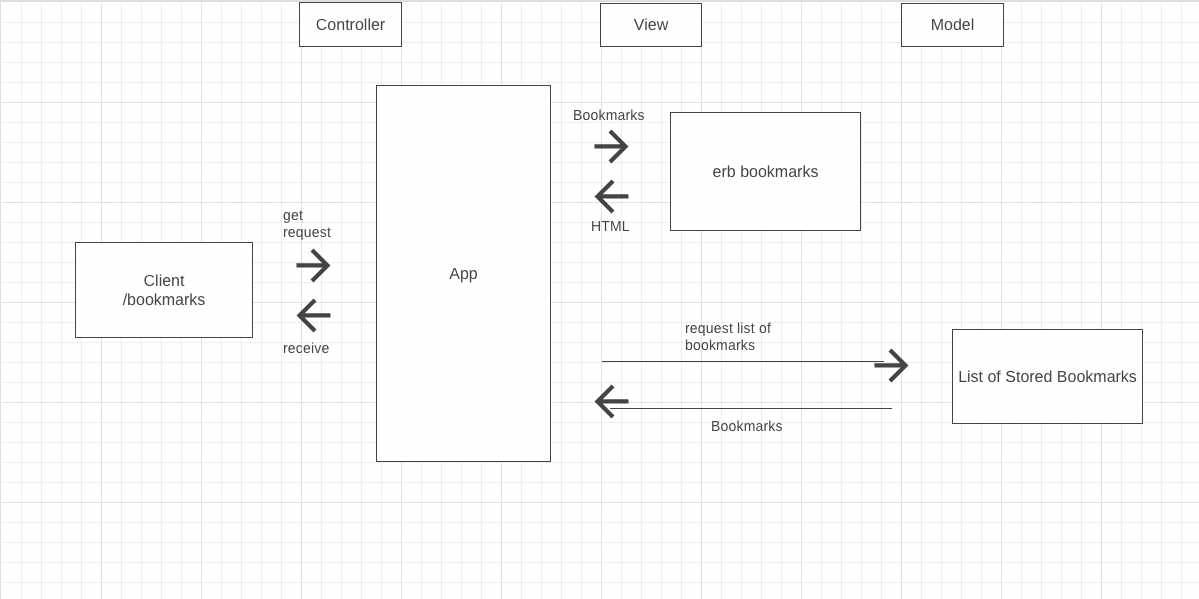 Controller
View
Model
Bookmarks
erb bookmarks
HTML
get
request
Client
/bookmarks
receive
App
request list of
bookmarks
List of Stored Bookmarks
Bookmarks